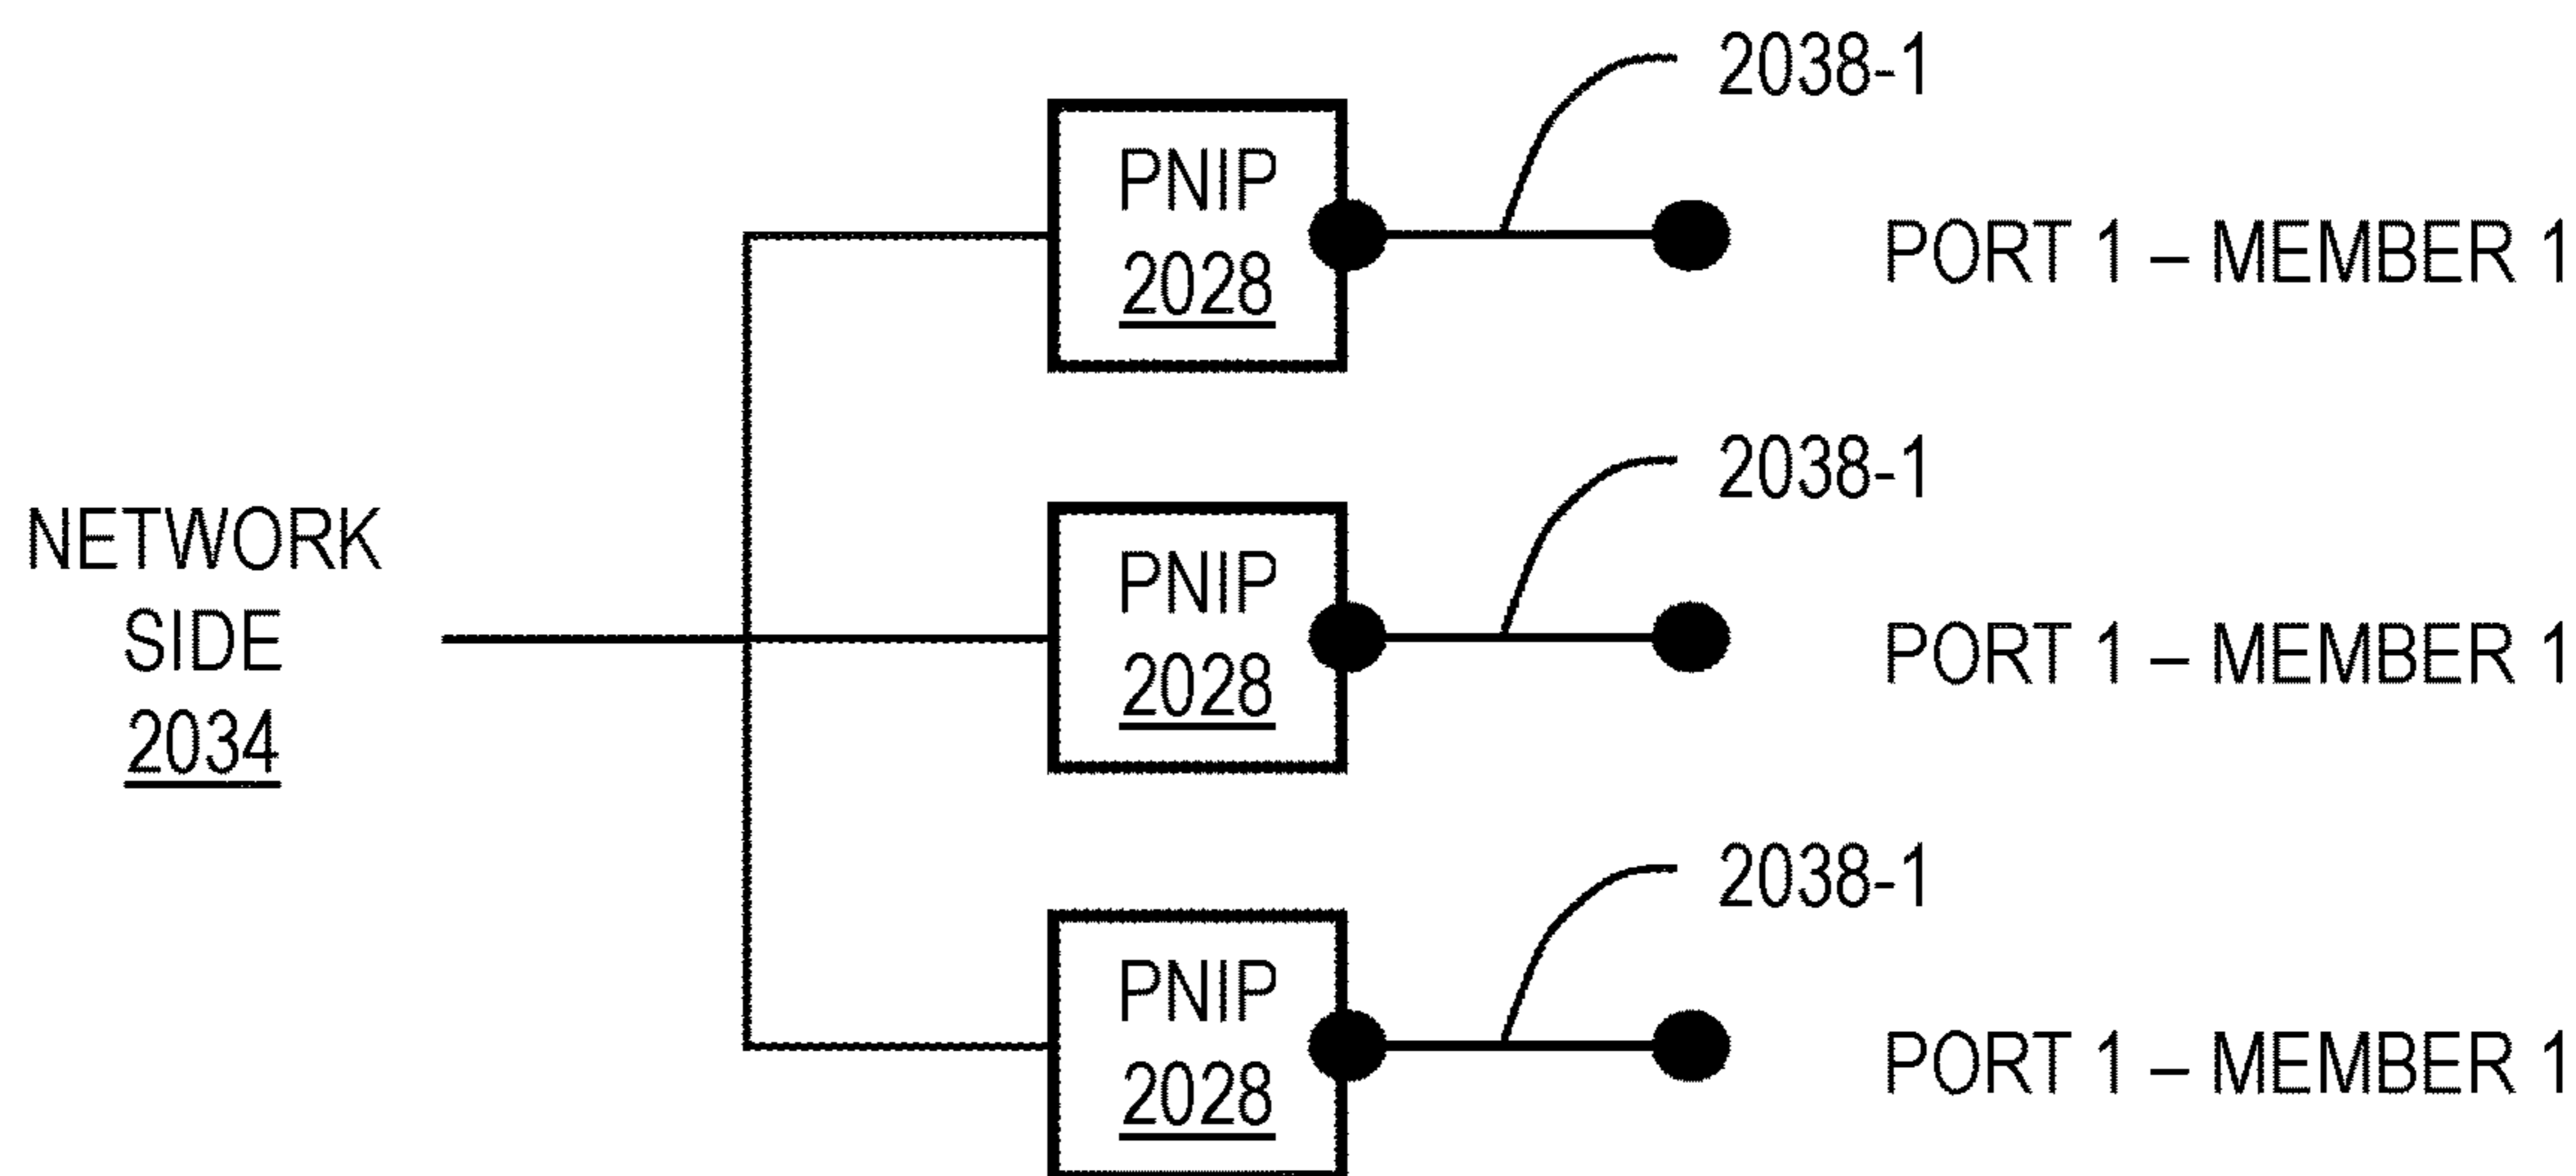 2038-1
PNIP
2028
PORT 1 – MEMBER 1
2038-1
NETWORK
SIDE
2034
PNIP
2028
PORT 1 – MEMBER 1
2038-1
PNIP
2028
PORT 1 – MEMBER 1